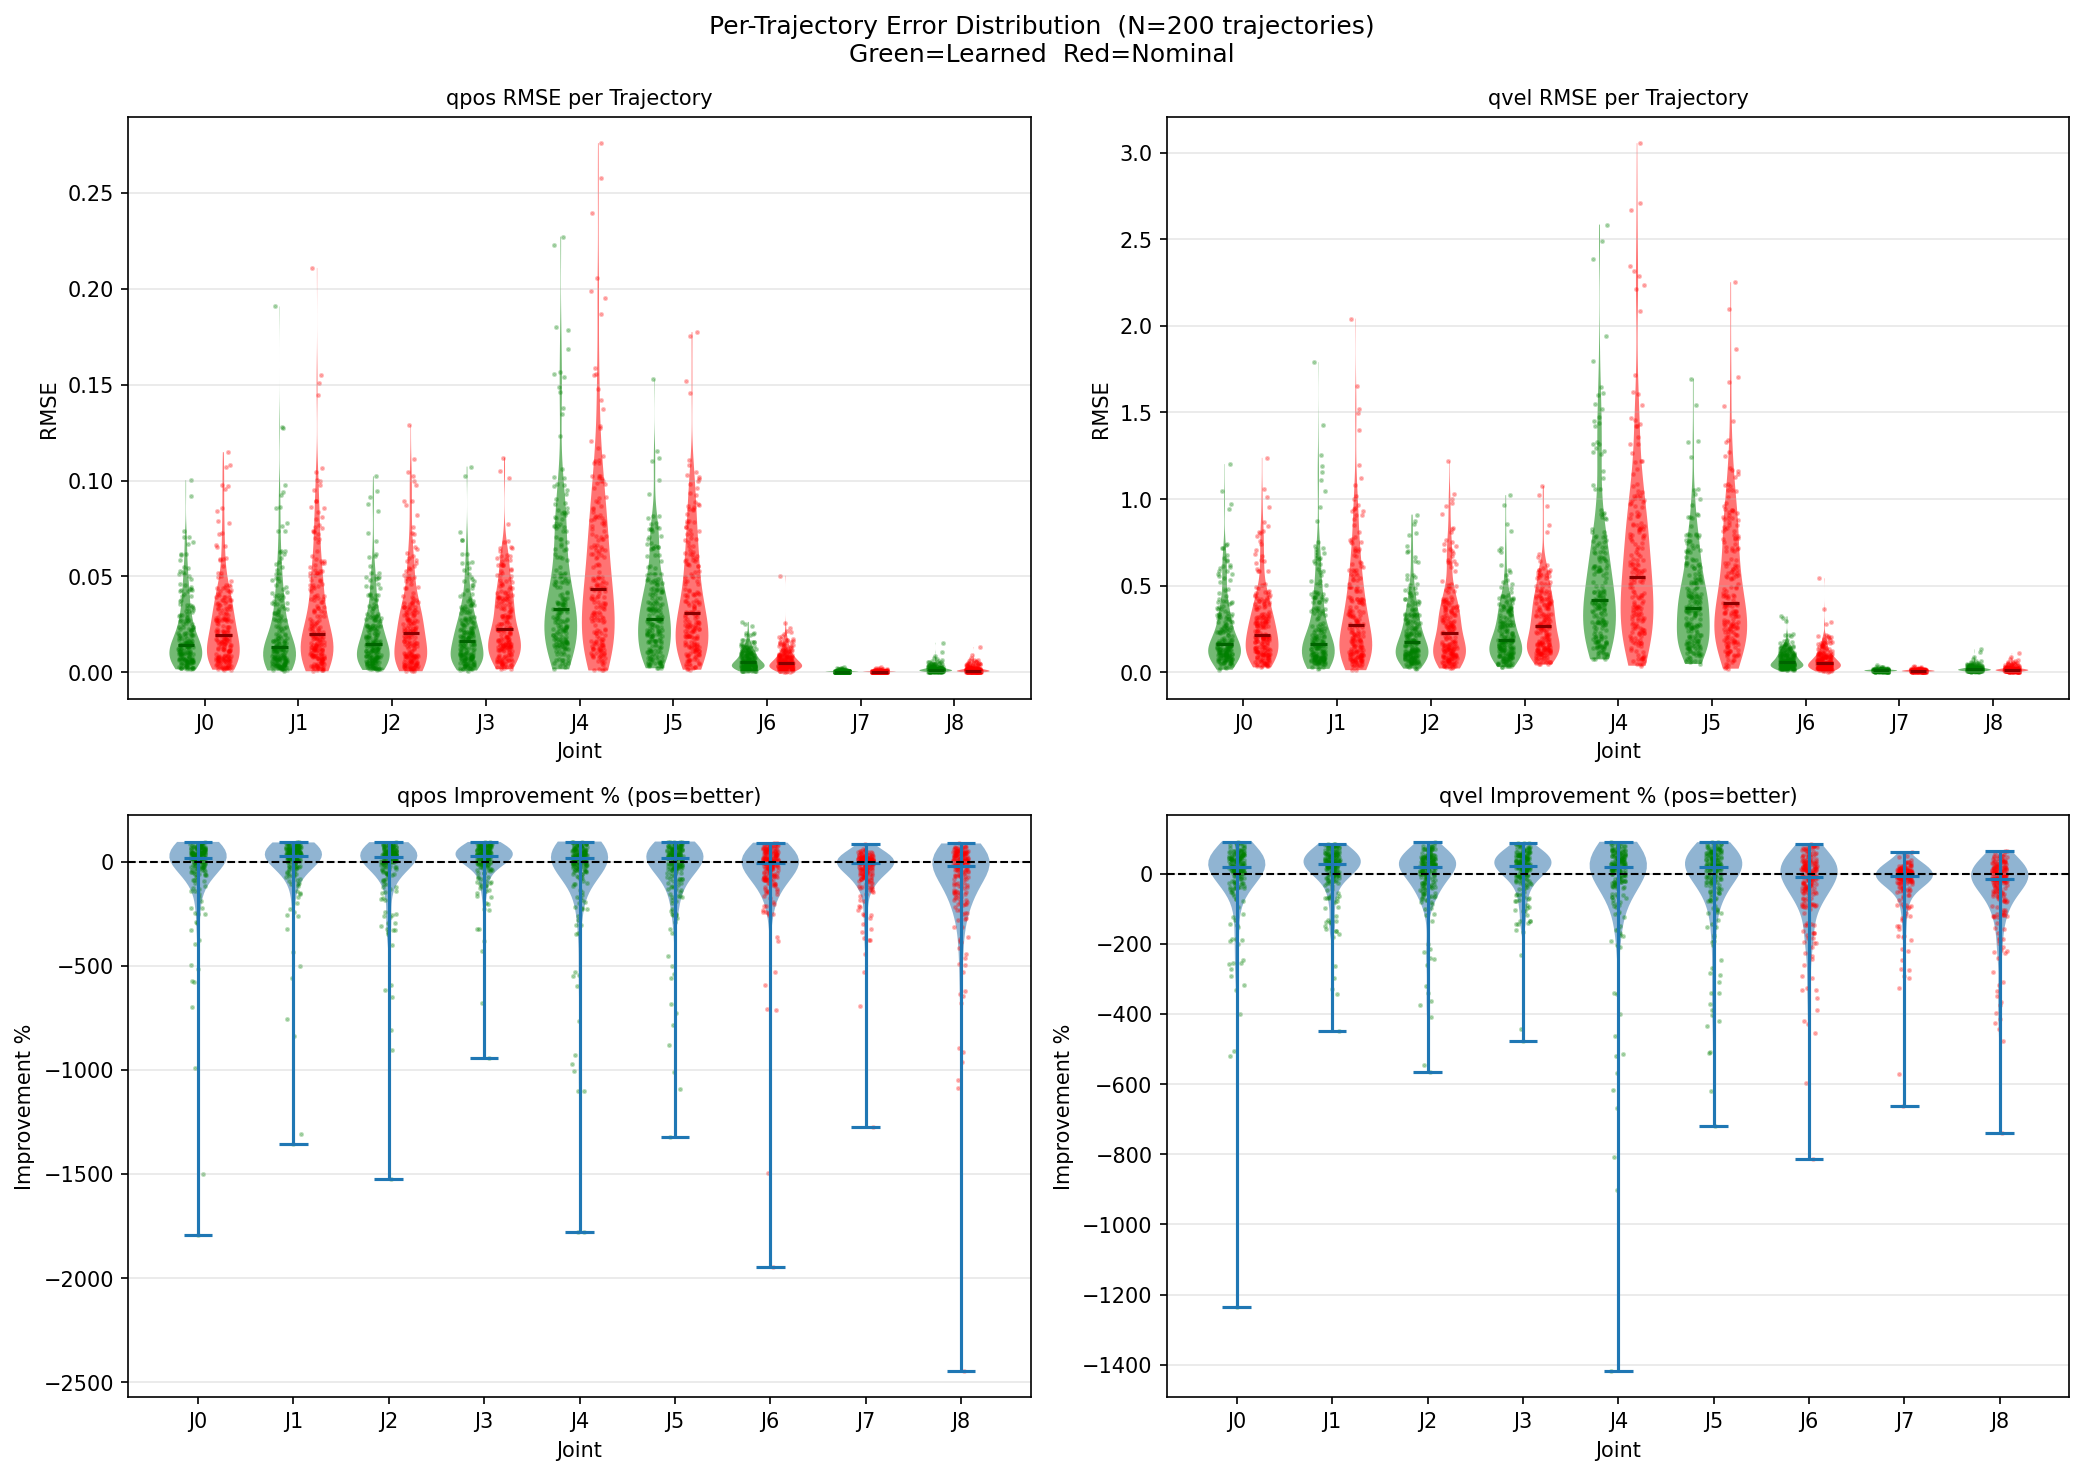 Per-Trajectory Error Distribution  (N=200 trajectories)
Green=Learned  Red=Nominal
qpos RMSE per Trajectory
RMSE
0.25
0.20
0.15
0.10
0.05
0.00
J0 J1 J2 J3 J4 J5 J6 J7 J8
Joint
qvel RMSE per Trajectory
RMSE
3.0
2.5
2.0
1.5
1.0
0.5
0.0
J0 J1 J2 J3 J4 J5 J6 J7 J8
Joint
qpos Improvement % (pos=better)
Improvement %
0
−500
−1000
−1500
−2000
−2500
J0 J1 J2 J3 J4 J5 J6 J7 J8
Joint
qvel Improvement % (pos=better)
Improvement %
0
−200
−400
−600
−800
−1000
−1200
−1400
J0 J1 J2 J3 J4 J5 J6 J7 J8
Joint